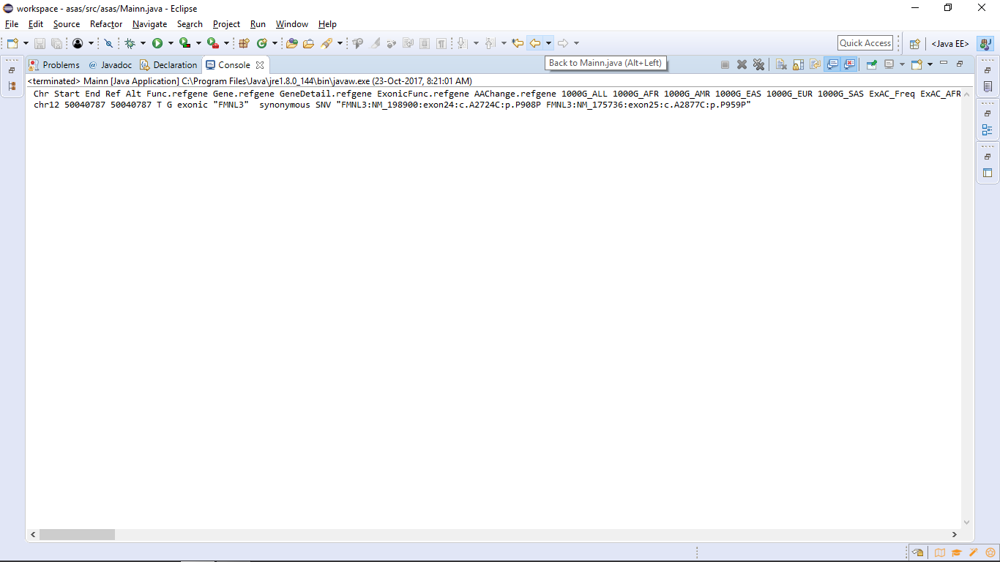 workspace - asas/src/asas/Mainn.java - Eclipse
File Edit Source Refactor Navigate Search Project Run Window Help
Quick Access <Java EE>
Problems @ Javadoc Declaration Console Back to Mainn.java (Alt+Left)
<terminated> Mainn [Java Application] C:\Program Files\Java\jre1.8.0_144\bin\javaw.exe (23-Oct-2017, 8:21:01 AM)
Chr Start End Ref Alt Func.refgene Gene.refgene GeneDetail.refgene ExonicFunc.refgene AAChange.refgene 1000G_ALL 1000G_AFR 1000G_AMR 1000G_EAS 1000G_EUR 1000G_SAS ExAC_Freq ExAC_AFR
chr12 50040787 50040787 T G exonic "FMNL3"  synonymous SNV "FMNL3:NM_198900:exon24:c.A2724C:p.P908P FMNL3:NM_175736:exon25:c.A2877C:p.P959P"